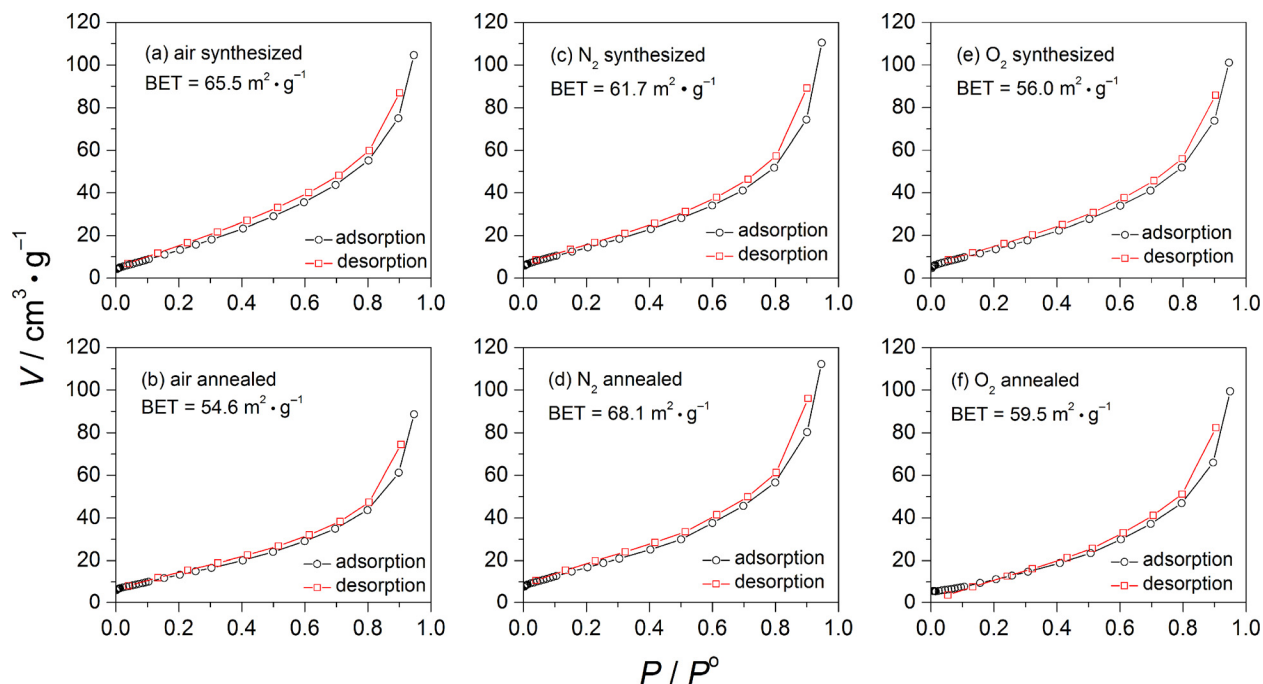 V / cm³ • g⁻¹
120
100
80
60
40
20
0
(a) air synthesized
BET = 65.5 m² • g⁻¹
adsorption
desorption
0.0 0.2 0.4 0.6 0.8 1.0
120
100
80
60
40
20
0
(c) N₂ synthesized
BET = 61.7 m² • g⁻¹
adsorption
desorption
0.0 0.2 0.4 0.6 0.8 1.0
120
100
80
60
40
20
0
(e) O₂ synthesized
BET = 56.0 m² • g⁻¹
adsorption
desorption
0.0 0.2 0.4 0.6 0.8 1.0
120
100
80
60
40
20
0
(b) air annealed
BET = 54.6 m² • g⁻¹
adsorption
desorption
0.0 0.2 0.4 0.6 0.8 1.0
120
100
80
60
40
20
0
(d) N₂ annealed
BET = 68.1 m² • g⁻¹
adsorption
desorption
0.0 0.2 0.4 0.6 0.8 1.0
120
100
80
60
40
20
0
(f) O₂ annealed
BET = 59.5 m² • g⁻¹
adsorption
desorption
0.0 0.2 0.4 0.6 0.8 1.0
P / Pº